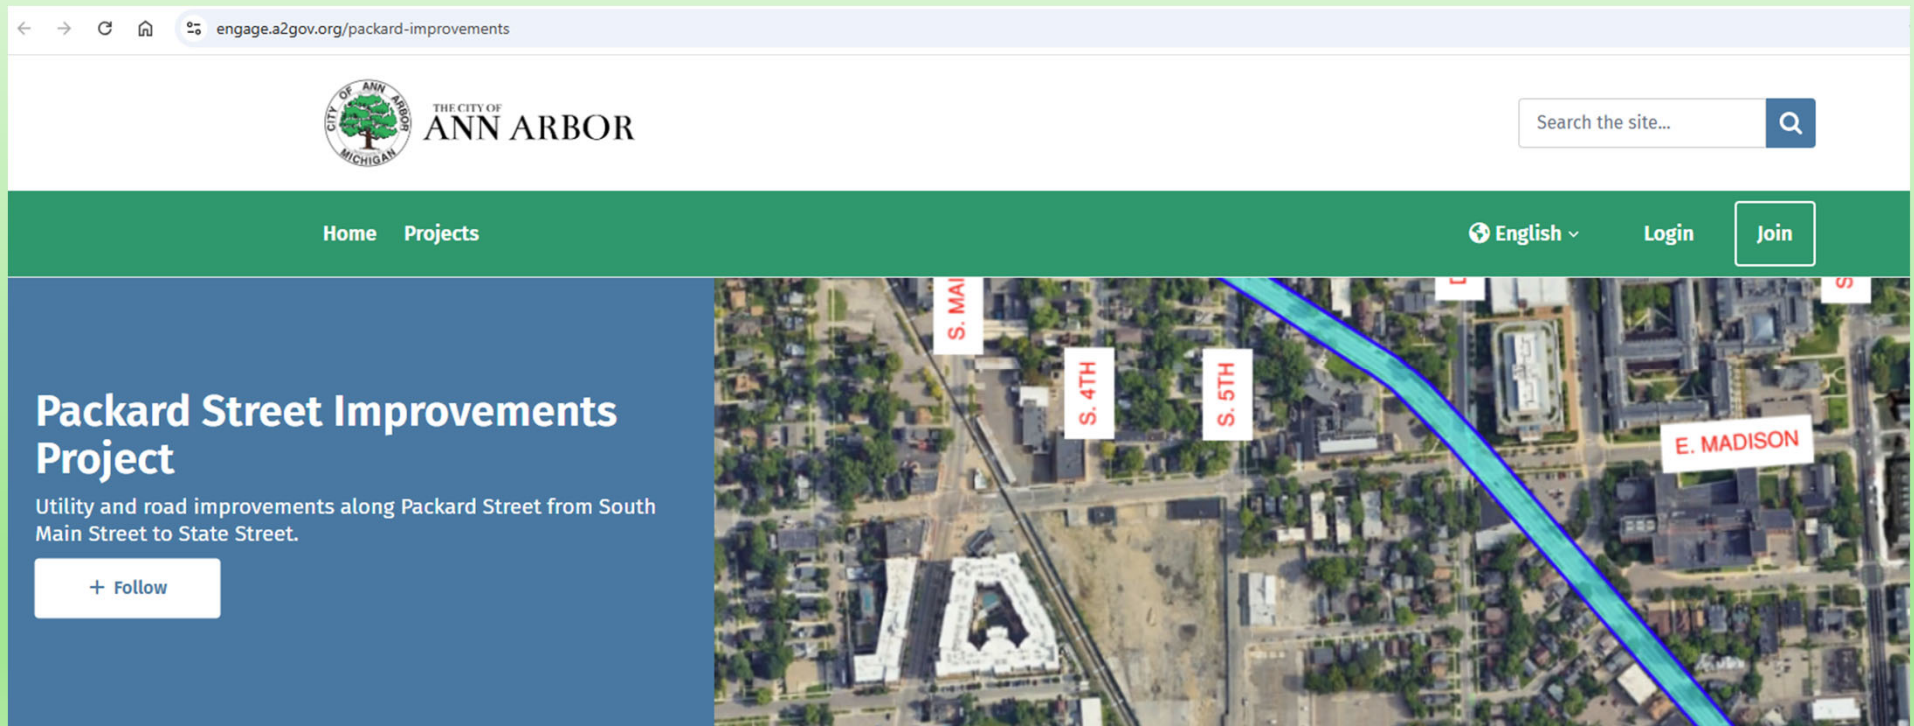 engage.a2gov.org/packard-improvements
CITY OF ANN ARBOR
MICHIGAN
THE CITY OF
ANN ARBOR
Search the site...
Home Projects
English Login Join
Packard Street Improvements
Project
Utility and road improvements along Packard Street from South
Main Street to State Street.
+ Follow
S. MAI
S. 4TH
S. 5TH
E. MADISON